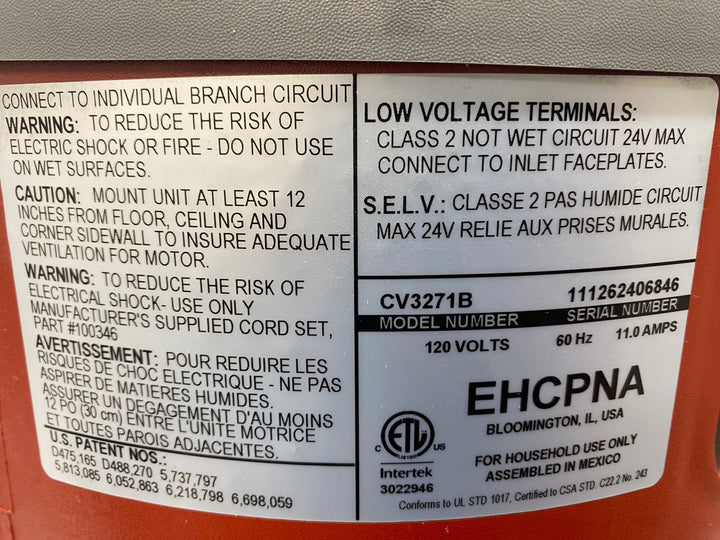 CONNECT TO INDIVIDUAL BRANCH CIRCUIT
WARNING: TO REDUCE THE RISK OF
ELECTRIC SHOCK OR FIRE - DO NOT USE
ON WET SURFACES.
CAUTION: MOUNT UNIT AT LEAST 12
INCHES FROM FLOOR, CEILING AND
CORNER SIDEWALL TO INSURE ADEQUATE
VENTILATION FOR MOTOR.
WARNING: TO REDUCE THE RISK OF
ELECTRICAL SHOCK- USE ONLY
MANUFACTURER'S SUPPLIED CORD SET,
PART #100346
AVERTISSEMENT: POUR REDUIRE LES
RISQUES DE CHOC ELECTRIQUE - NE PAS
ASPIRER DE MATIERES HUMIDES.
ASSURER UN DEGAGEMENT D'AU MOINS
12 PO (30 cm) ENTRE L'UNITE MOTRICE
ET TOUTES PAROIS ADJACENTES.
U.S. PATENT NOS.:
D475,165 D488,270 5,737,797
5,813,085 6,052,863 6,218,798 6,698,059
LOW VOLTAGE TERMINALS:
CLASS 2 NOT WET CIRCUIT 24V MAX
CONNECT TO INLET FACEPLATES.
S.E.L.V.: CLASSE 2 PAS HUMIDE CIRCUIT
MAX 24V RELIE AUX PRISES MURALES.
CV3271B 111262406846
MODEL NUMBER SERIAL NUMBER
120 VOLTS 60 Hz 11.0 AMPS
EHCPNA
BLOOMINGTON, IL, USA
C ETL US
LISTED
Intertek
3022946
FOR HOUSEHOLD USE ONLY
ASSEMBLED IN MEXICO
Conforms to UL STD 1017, Certified to CSA STD. C22.2 No. 243